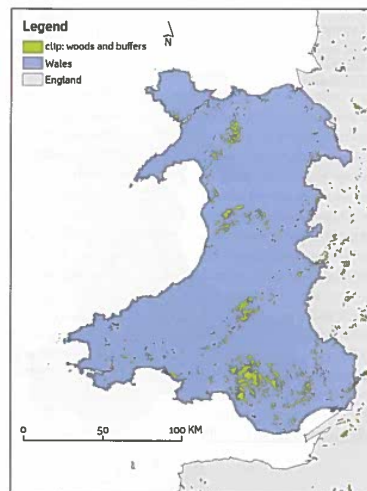 Legend
clip: woods and buffers
Wales
England
N
0 50 100 KM